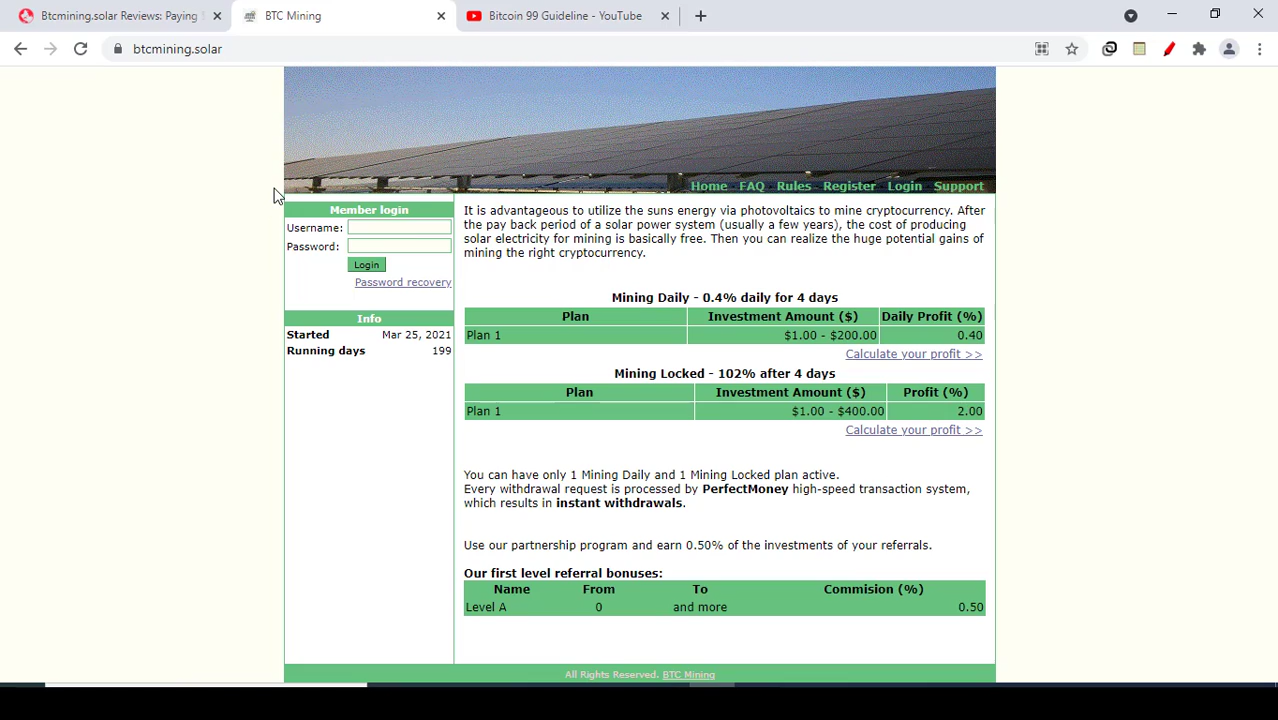 Btcmining.solar Reviews: Paying
BTC Mining
Bitcoin 99 Guideline - YouTube
btcmining.solar
Home FAQ Rules Register Login Support
Member login
Username:
Password:
Login
Password recovery
Info
Started Mar 25, 2021
Running days 199
It is advantageous to utilize the suns energy via photovoltaics to mine cryptocurrency. After
the pay back period of a solar power system (usually a few years), the cost of producing
solar electricity for mining is basically free. Then you can realize the huge potential gains of
mining the right cryptocurrency.
Mining Daily - 0.4% daily for 4 days
Plan Investment Amount ($) Daily Profit (%)
Plan 1 $1.00 - $200.00 0.40
Calculate your profit >>
Mining Locked - 102% after 4 days
Plan Investment Amount ($) Profit (%)
Plan 1 $1.00 - $400.00 2.00
Calculate your profit >>
You can have only 1 Mining Daily and 1 Mining Locked plan active.
Every withdrawal request is processed by PerfectMoney high-speed transaction system,
which results in instant withdrawals.
Use our partnership program and earn 0.50% of the investments of your referrals.
Our first level referral bonuses:
Name From To Commision (%)
Level A 0 and more 0.50
All Rights Reserved. BTC Mining